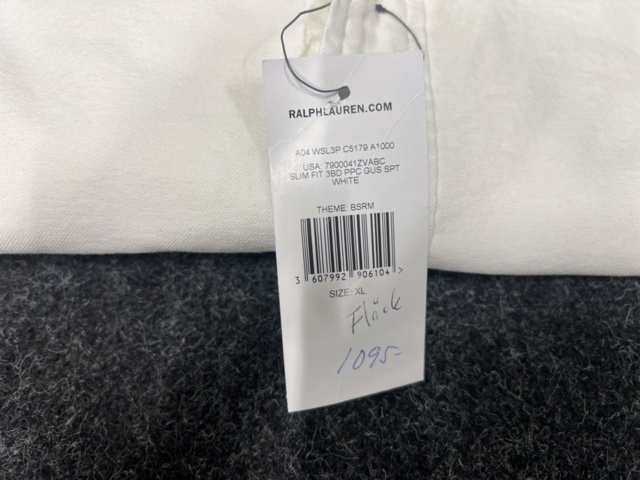 RALPHLAUREN.COM
A04 WSL3P C5179 A1000
USA: 7900041ZVABC
SLIM FIT 3BD PPC GUS SPT
WHITE
THEME: BSRM
3 607992 906104 >
SIZE: XL
Fläck
1095-